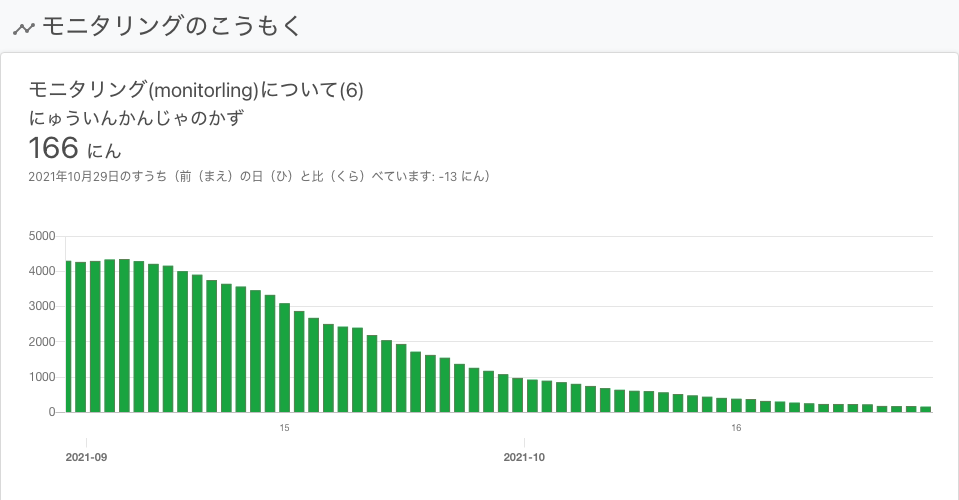 モニタリングのこうもく
モニタリング(monitorling)について(6)
にゅういんかんじゃのかず
166 にん
2021年10月29日のすうち（前（まえ）の日（ひ）と比（くら）べています: -13 にん）
5000
4000
3000
2000
1000
0
15
16
2021-09
2021-10